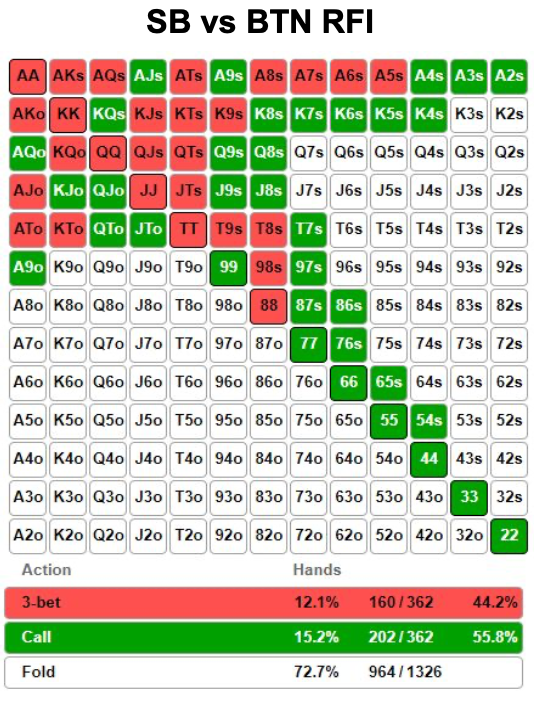 SB vs BTN RFI
AA AKs AQs AJs ATs A9s A8s A7s A6s A5s A4s A3s A2s
AKo KK KQs KJs KTs K9s K8s K7s K6s K5s K4s K3s K2s
AQo KQo QQ QJs QTs Q9s Q8s Q7s Q6s Q5s Q4s Q3s Q2s
AJo KJo QJo JJ JTs J9s J8s J7s J6s J5s J4s J3s J2s
ATo KTo QTo JTo TT T9s T8s T7s T6s T5s T4s T3s T2s
A9o K9o Q9o J9o T9o 99 98s 97s 96s 95s 94s 93s 92s
A8o K8o Q8o J8o T8o 98o 88 87s 86s 85s 84s 83s 82s
A7o K7o Q7o J7o T7o 97o 87o 77 76s 75s 74s 73s 72s
A6o K6o Q6o J6o T6o 96o 86o 76o 66 65s 64s 63s 62s
A5o K5o Q5o J5o T5o 95o 85o 75o 65o 55 54s 53s 52s
A4o K4o Q4o J4o T4o 94o 84o 74o 64o 54o 44 43s 42s
A3o K3o Q3o J3o T3o 93o 83o 73o 63o 53o 43o 33 32s
A2o K2o Q2o J2o T2o 92o 82o 72o 62o 52o 42o 32o 22
Action Hands
3-bet 12.1% 160 / 362 44.2%
Call 15.2% 202 / 362 55.8%
Fold 72.7% 964 / 1326